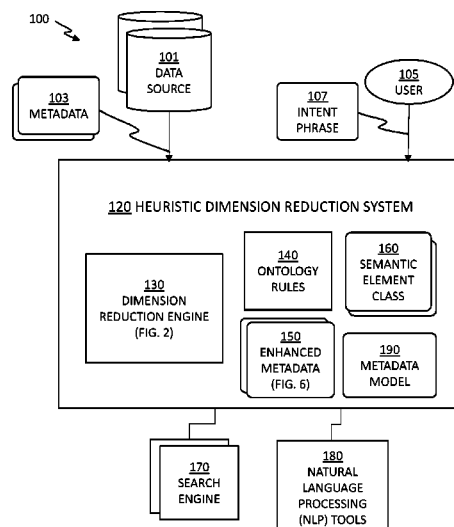 100
101
DATA
SOURCE
103
METADATA
105
USER
107
INTENT
PHRASE
120 HEURISTIC DIMENSION REDUCTION SYSTEM
130
DIMENSION
REDUCTION ENGINE
(FIG. 2)
140
ONTOLOGY
RULES
160
SEMANTIC
ELEMENT
CLASS
150
ENHANCED
METADATA
(FIG. 6)
190
METADATA
MODEL
170
SEARCH
ENGINE
180
NATURAL
LANGUAGE
PROCESSING
(NLP) TOOLS